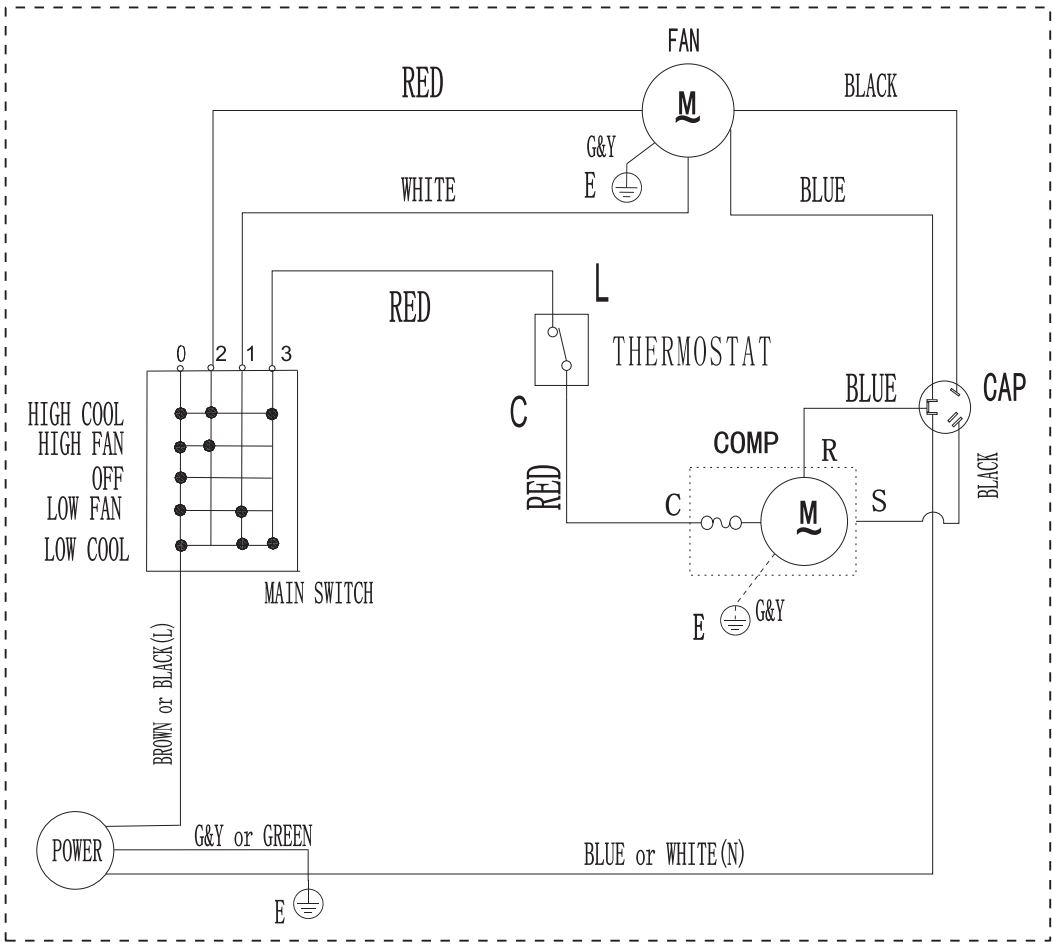 FAN
RED
M
BLACK
G&Y
E
WHITE
BLUE
L
RED
THERMOSTAT
0 2 1 3
C
BLUE
CAP
HIGH COOL
HIGH FAN
OFF
LOW FAN
LOW COOL
COMP
R
RED
BLACK
C
M
S
MAIN SWITCH
E
G&Y
BROWN or BLACK(L)
POWER
G&Y or GREEN
BLUE or WHITE(N)
E